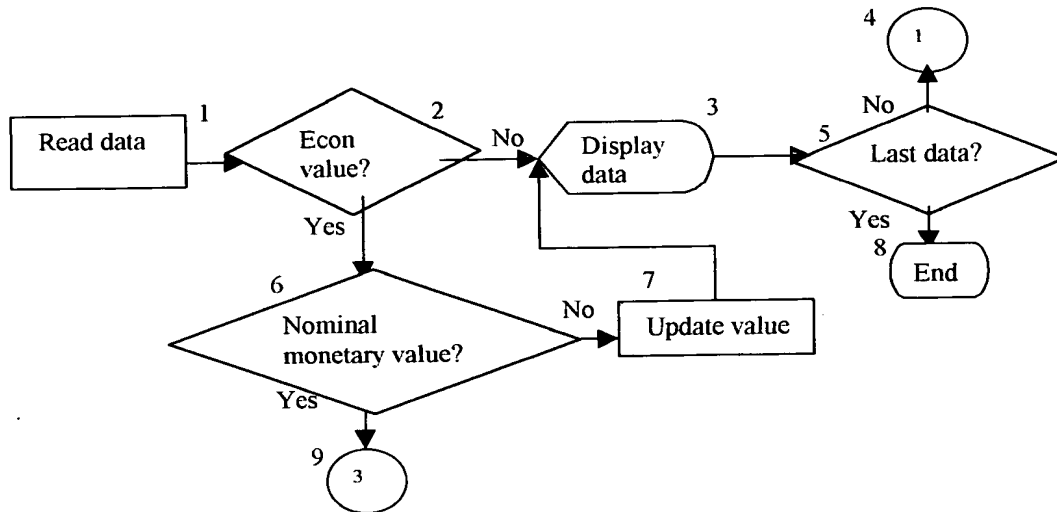 4
1
1
Read data
2
Econ
value?
No
3
Display
data
No
5
Last data?
Yes
Yes
8
End
6
Nominal
monetary value?
No
7
Update value
Yes
9
3